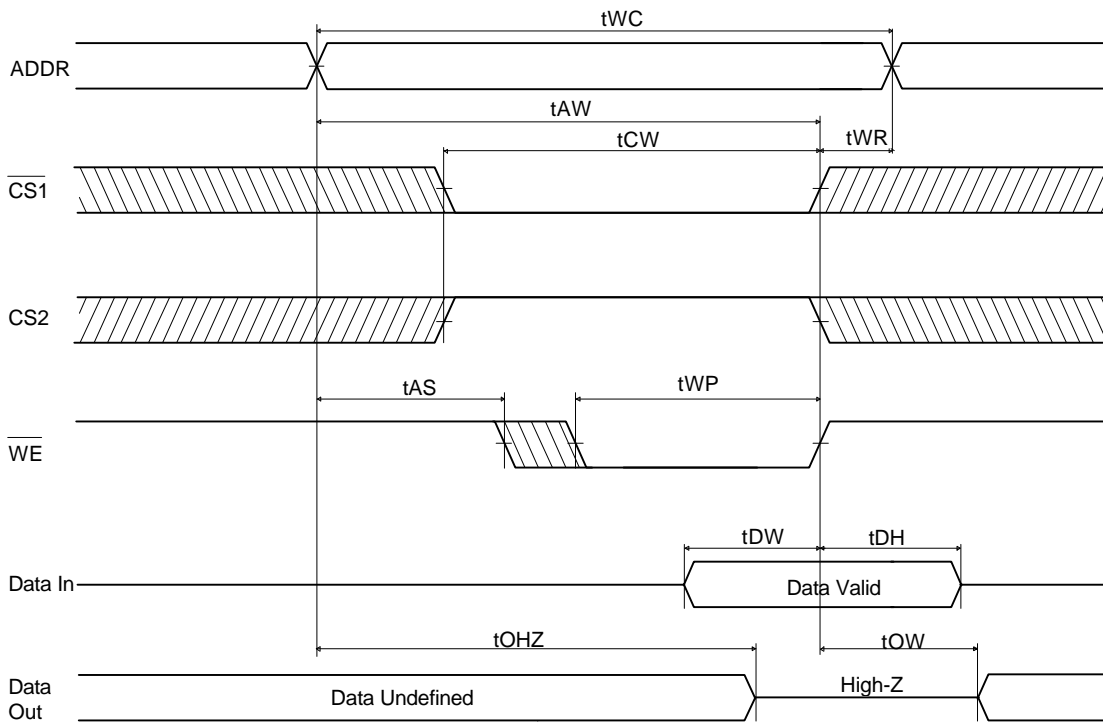 tWC
ADDR
tAW
tCW
tWR
CS1
CS2
tAS
tWP
WE
tDW
tDH
Data In
Data Valid
tOHZ
tOW
Data
Out
Data Undefined
High-Z